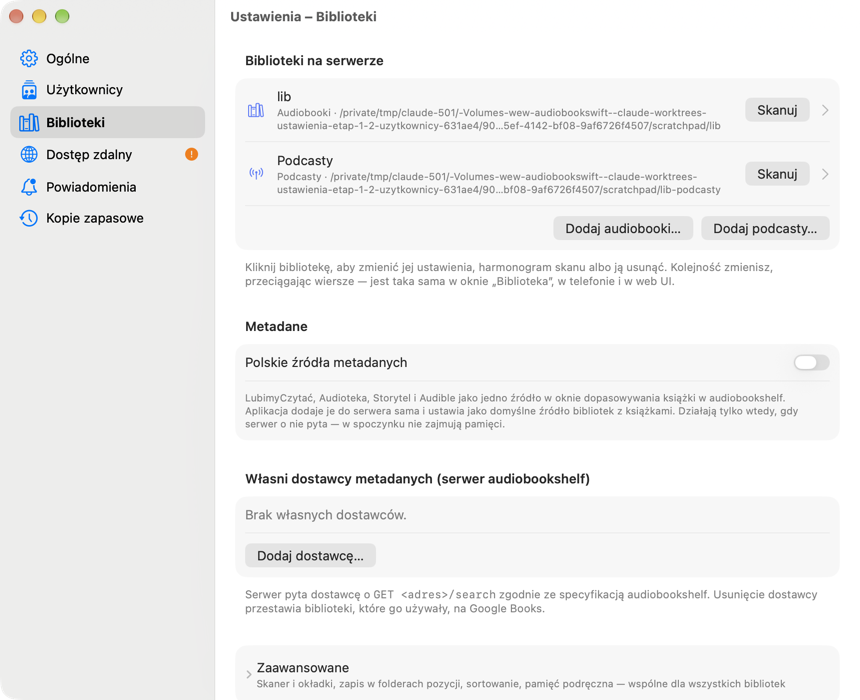 Ustawienia – Biblioteki
Ogólne
Użytkownicy
Biblioteki
Dostęp zdalny
!
Powiadomienia
Kopie zapasowe
Biblioteki na serwerze
lib
Audiobooki · /private/tmp/claude-501/-Volumes-wew-audiobookswift--claude-worktrees-
ustawienia-etap-1-2-uzytkownicy-631ae4/90...5ef-4142-bf08-9af6726f4507/scratchpad/lib
Skanuj
Podcasty
Podcasty · /private/tmp/claude-501/-Volumes-wew-audiobookswift--claude-worktrees-
ustawienia-etap-1-2-uzytkownicy-631ae4/90...bf08-9af6726f4507/scratchpad/lib-podcasty
Skanuj
Dodaj audiobooki...
Dodaj podcasty...
Kliknij bibliotekę, aby zmienić jej ustawienia, harmonogram skanu albo ją usunąć. Kolejność zmienisz,
przeciągając wiersze — jest taka sama w oknie „Biblioteka”, w telefonie i w web UI.
Metadane
Polskie źródła metadanych
LubimyCzytać, Audioteka, Storytel i Audible jako jedno źródło w oknie dopasowywania książki w audiobookshelf.
Aplikacja dodaje je do serwera sama i ustawia jako domyślne źródło bibliotek z książkami. Działają tylko wtedy, gdy
serwer o nie pyta — w spoczynku nie zajmują pamięci.
Własni dostawcy metadanych (serwer audiobookshelf)
Brak własnych dostawców.
Dodaj dostawcę...
Serwer pyta dostawcę o GET <adres>/search zgodnie ze specyfikacją audiobookshelf. Usunięcie dostawcy
przestawia biblioteki, które go używały, na Google Books.
Zaawansowane
Skaner i okładki, zapis w folderach pozycji, sortowanie, pamięć podręczna — wspólne dla wszystkich bibliotek